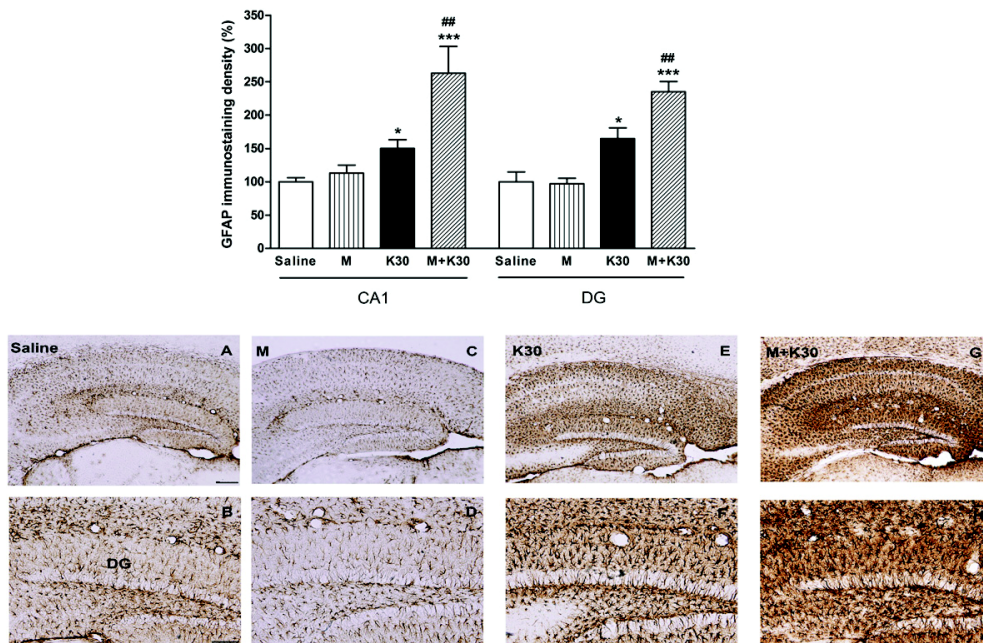 GFAP immunostaining density (%)
350
300
250
200
150
100
50
0
*
##
***
*
##
***
Saline M K30 M+K30 Saline M K30 M+K30
CA1 DG
Saline A M C K30 E M+K30 G
B D F H
DG